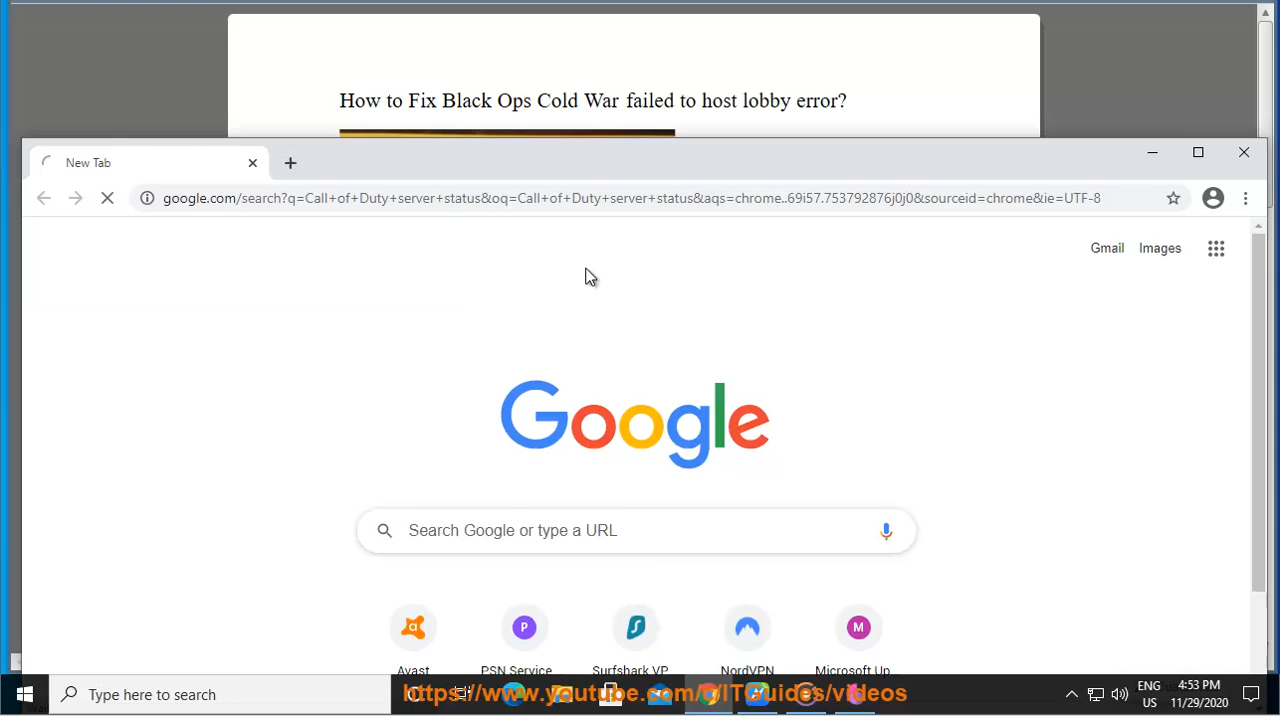 How to Fix Black Ops Cold War failed to host lobby error?
New Tab
google.com/search?q=Call+of+Duty+server+status&oq=Call+of+Duty+server+status&aqs=chrome..69i57.753792876j0j0&sourceid=chrome&ie=UTF-8
Gmail Images
Google
Search Google or type a URL
P M
Avast PSN Service Surfshark VP... NordVPN Microsoft Up...
Type here to search
https://www.youtube.com/c/ITGuides/videos
ENG 4:53 PM
US 11/29/2020